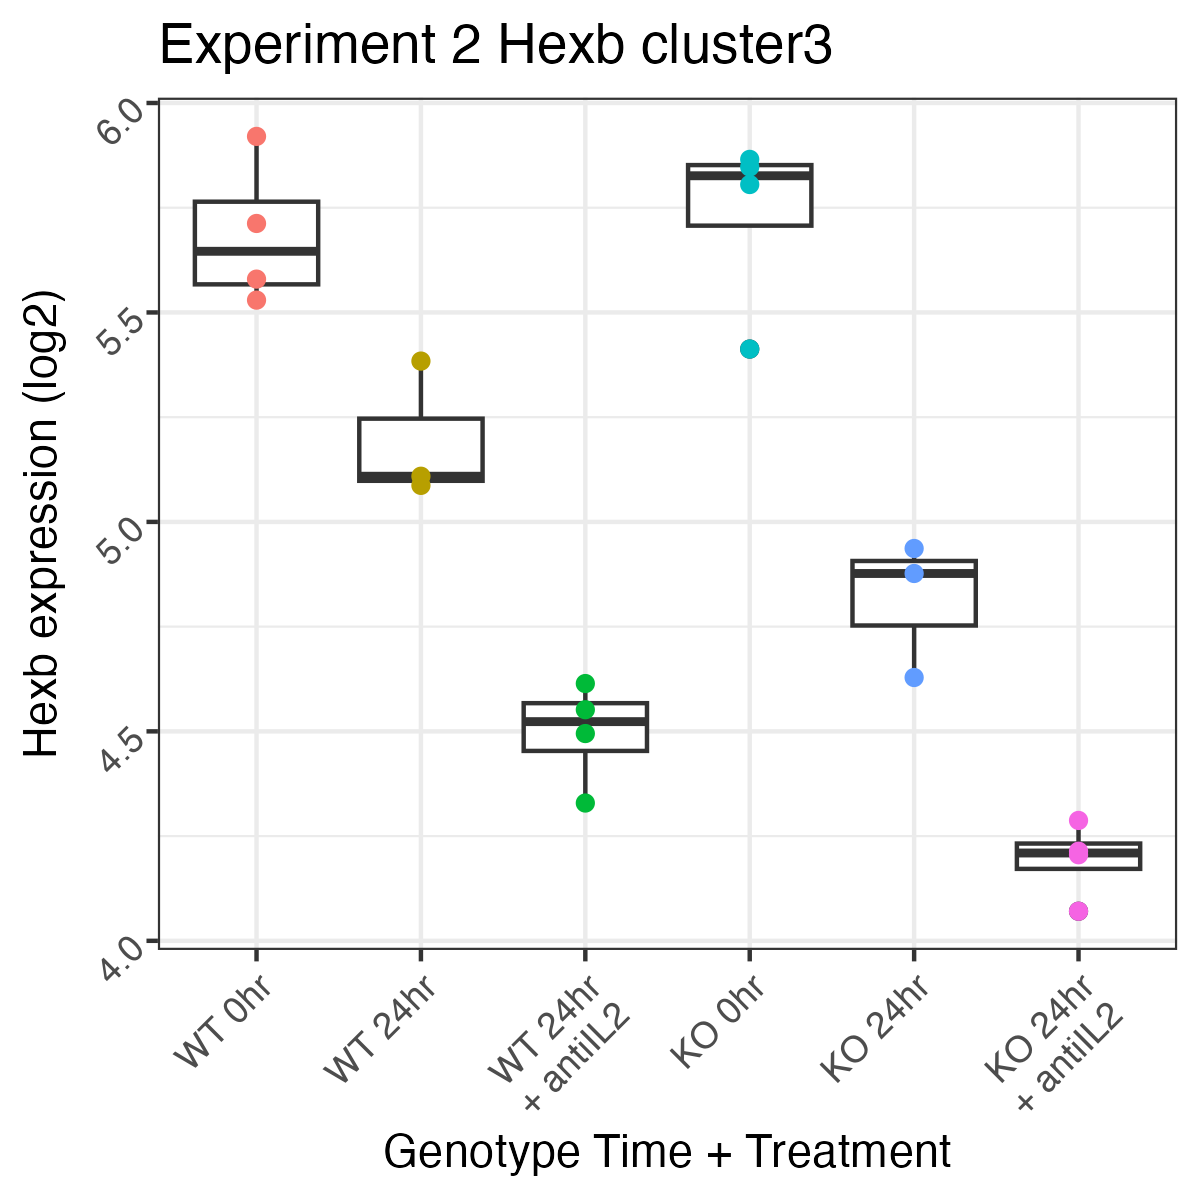 Experiment 2 Hexb cluster3
Hexb expression (log2)
6.0
5.5
5.0
4.5
4.0
WT 0hr
WT 24hr
WT 24hr
+ antiIL2
KO 0hr
KO 24hr
KO 24hr
+ antiIL2
Genotype Time + Treatment